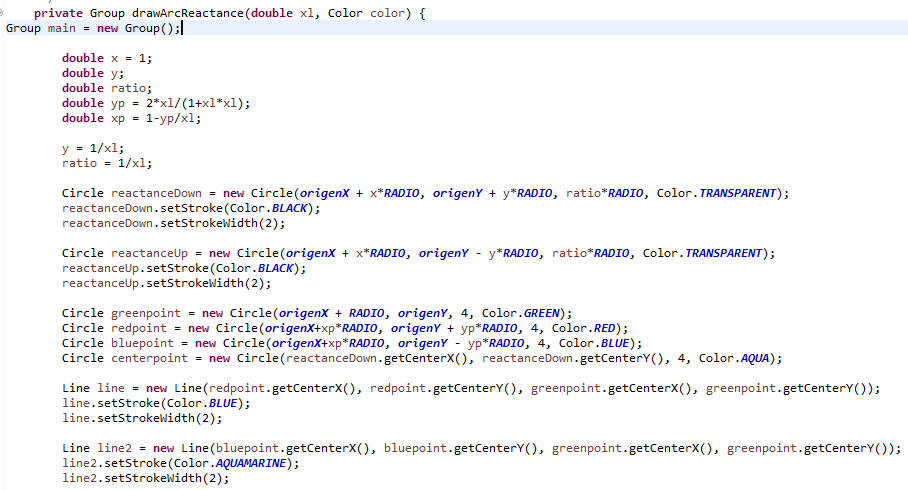 private Group drawArcReactance(double xl, Color color) {
Group main = new Group();
double x = 1;
double y;
double ratio;
double yp = 2*xl/(1+xl*xl);
double xp = 1-yp/xl;
y = 1/xl;
ratio = 1/xl;
Circle reactanceDown = new Circle(origenX + x*RADIO, origenY + y*RADIO, ratio*RADIO, Color.TRANSPARENT);
reactanceDown.setStroke(Color.BLACK);
reactanceDown.setStrokeWidth(2);
Circle reactanceUp = new Circle(origenX + x*RADIO, origenY - y*RADIO, ratio*RADIO, Color.TRANSPARENT);
reactanceUp.setStroke(Color.BLACK);
reactanceUp.setStrokeWidth(2);
Circle greenpoint = new Circle(origenX + RADIO, origenY, 4, Color.GREEN);
Circle redpoint = new Circle(origenX+xp*RADIO, origenY + yp*RADIO, 4, Color.RED);
Circle bluepoint = new Circle(origenX+xp*RADIO, origenY - yp*RADIO, 4, Color.BLUE);
Circle centerpoint = new Circle(reactanceDown.getCenterX(), reactanceDown.getCenterY(), 4, Color.AQUA);
Line line = new Line(redpoint.getCenterX(), redpoint.getCenterY(), greenpoint.getCenterX(), greenpoint.getCenterY());
line.setStroke(Color.BLUE);
line.setStrokeWidth(2);
Line line2 = new Line(bluepoint.getCenterX(), bluepoint.getCenterY(), greenpoint.getCenterX(), greenpoint.getCenterY());
line2.setStroke(Color.AQUAMARINE);
line2.setStrokeWidth(2);